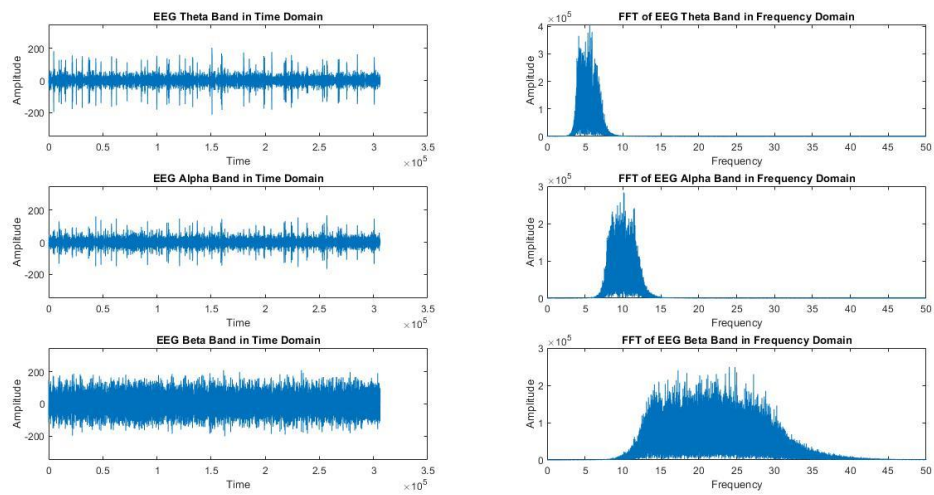 EEG Theta Band in Time Domain
200
0
-200
Amplitude
0 0.5 1 1.5 2 2.5 3 3.5
Time
×10^5
FFT of EEG Theta Band in Frequency Domain
×10^5
4
3
2
1
0
Amplitude
0 5 10 15 20 25 30 35 40 45 50
Frequency
EEG Alpha Band in Time Domain
200
0
-200
Amplitude
0 0.5 1 1.5 2 2.5 3 3.5
Time
×10^5
FFT of EEG Alpha Band in Frequency Domain
×10^5
3
2
1
0
Amplitude
0 5 10 15 20 25 30 35 40 45 50
Frequency
EEG Beta Band in Time Domain
200
0
-200
Amplitude
0 0.5 1 1.5 2 2.5 3 3.5
Time
×10^5
FFT of EEG Beta Band in Frequency Domain
×10^5
3
2
1
0
Amplitude
0 5 10 15 20 25 30 35 40 45 50
Frequency